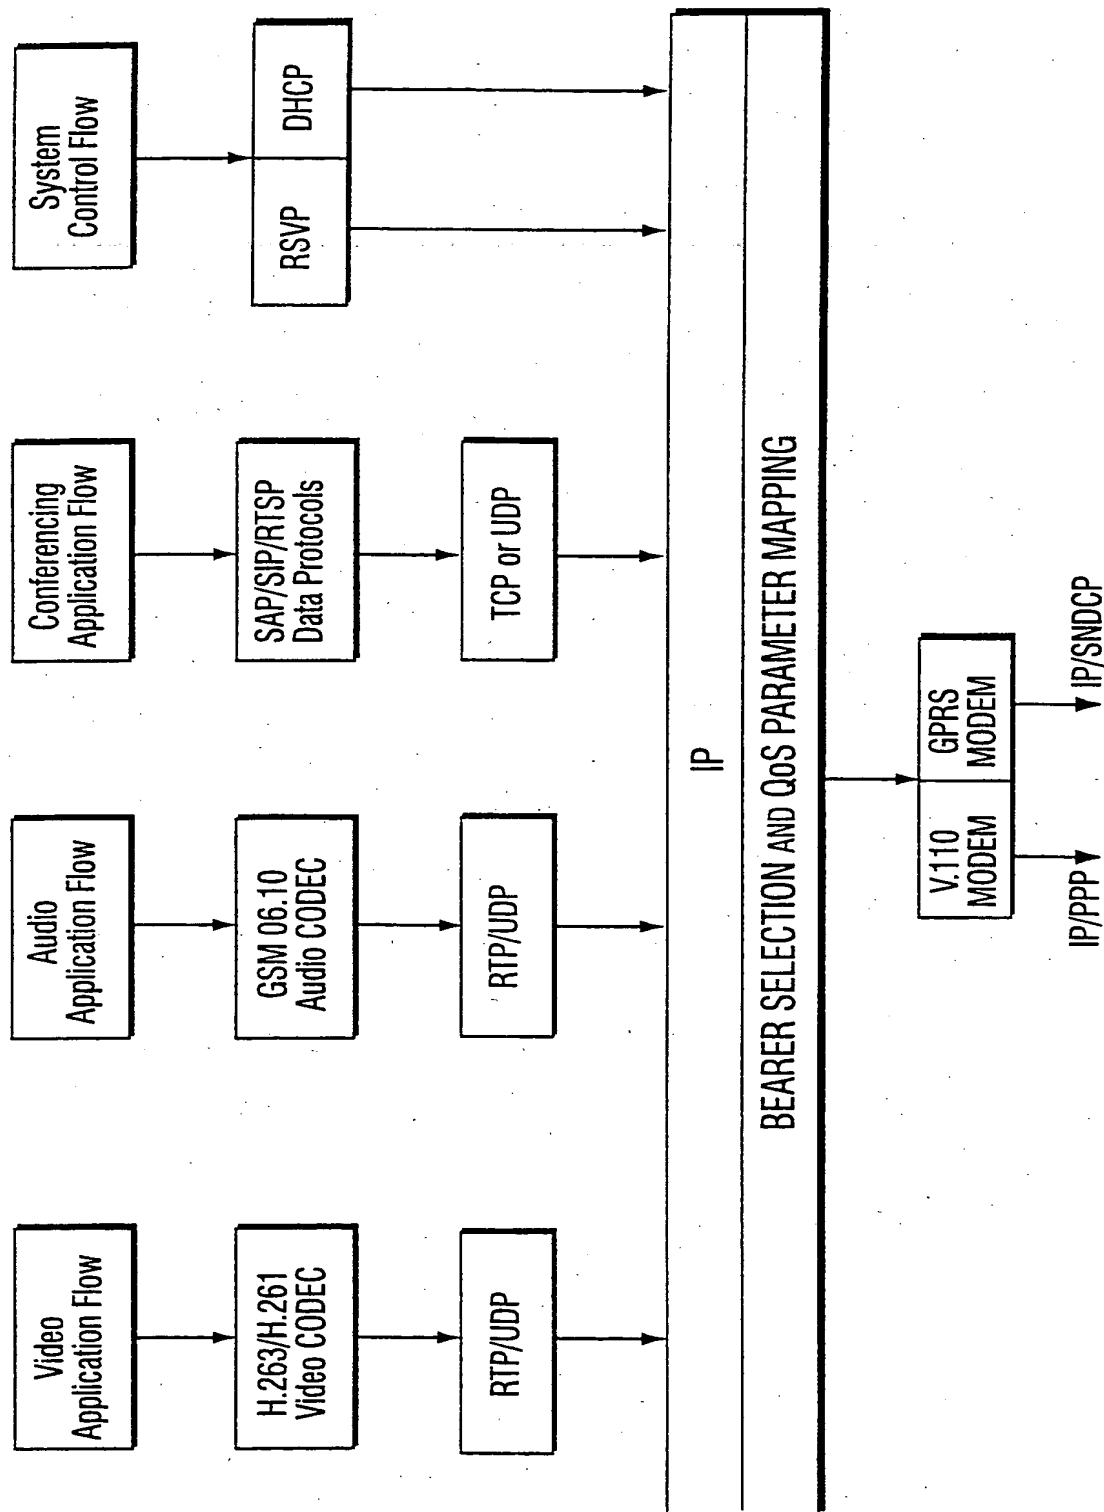 Video
Application Flow
H.263/H.261
Video CODEC
RTP/UDP
Audio
Application Flow
GSM 06.10
Audio CODEC
RTP/UDP
Conferencing
Application Flow
SAP/SIP/RTSP
Data Protocols
TCP or UDP
System
Control Flow
RSVP
DHCP
IP
BEARER SELECTION AND QoS PARAMETER MAPPING
V.110
MODEM
GPRS
MODEM
IP/PPP
IP/SNDCP